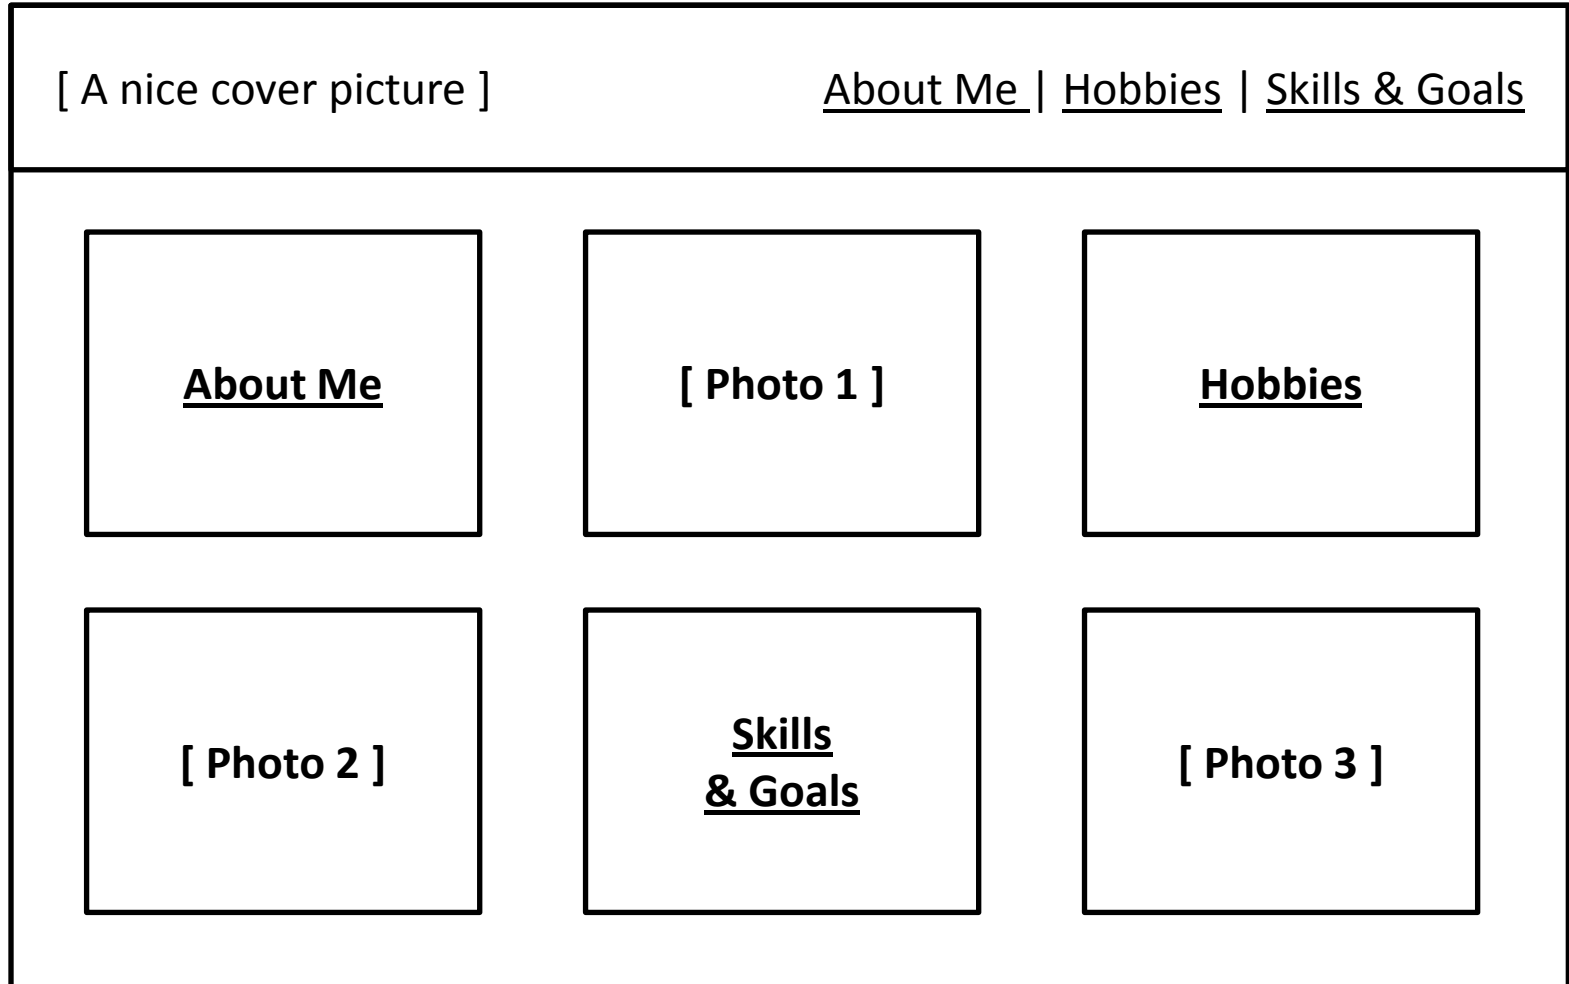 [ A nice cover picture ]
About Me | Hobbies | Skills & Goals
About Me
[ Photo 1 ]
Hobbies
[ Photo 2 ]
Skills
& Goals
[ Photo 3 ]